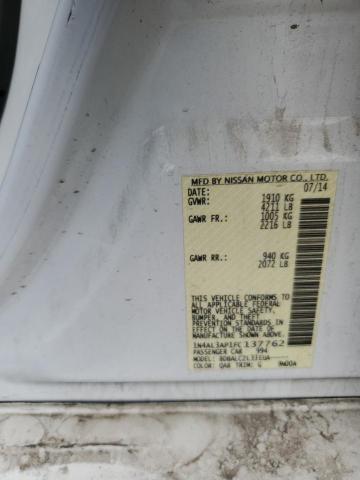 MFD BY NISSAN MOTOR CO., LTD.
DATE: 07/14
GVWR: 1910 KG
4211 LB
GAWR FR: 1005 KG
2216 LB
GAWR RR: 940 KG
2072 LB
THIS VEHICLE CONFORMS TO
ALL APPLICABLE FEDERAL
MOTOR VEHICLE SAFETY,
BUMPER, AND THEFT
PREVENTION STANDARDS IN
EFFECT ON THE DATE OF
MANUFACTURE SHOWN ABOVE.
1N4AL3AP1FC137762
PASSENGER CAR 994
MODEL:
COLOR: QAB TRIM: G